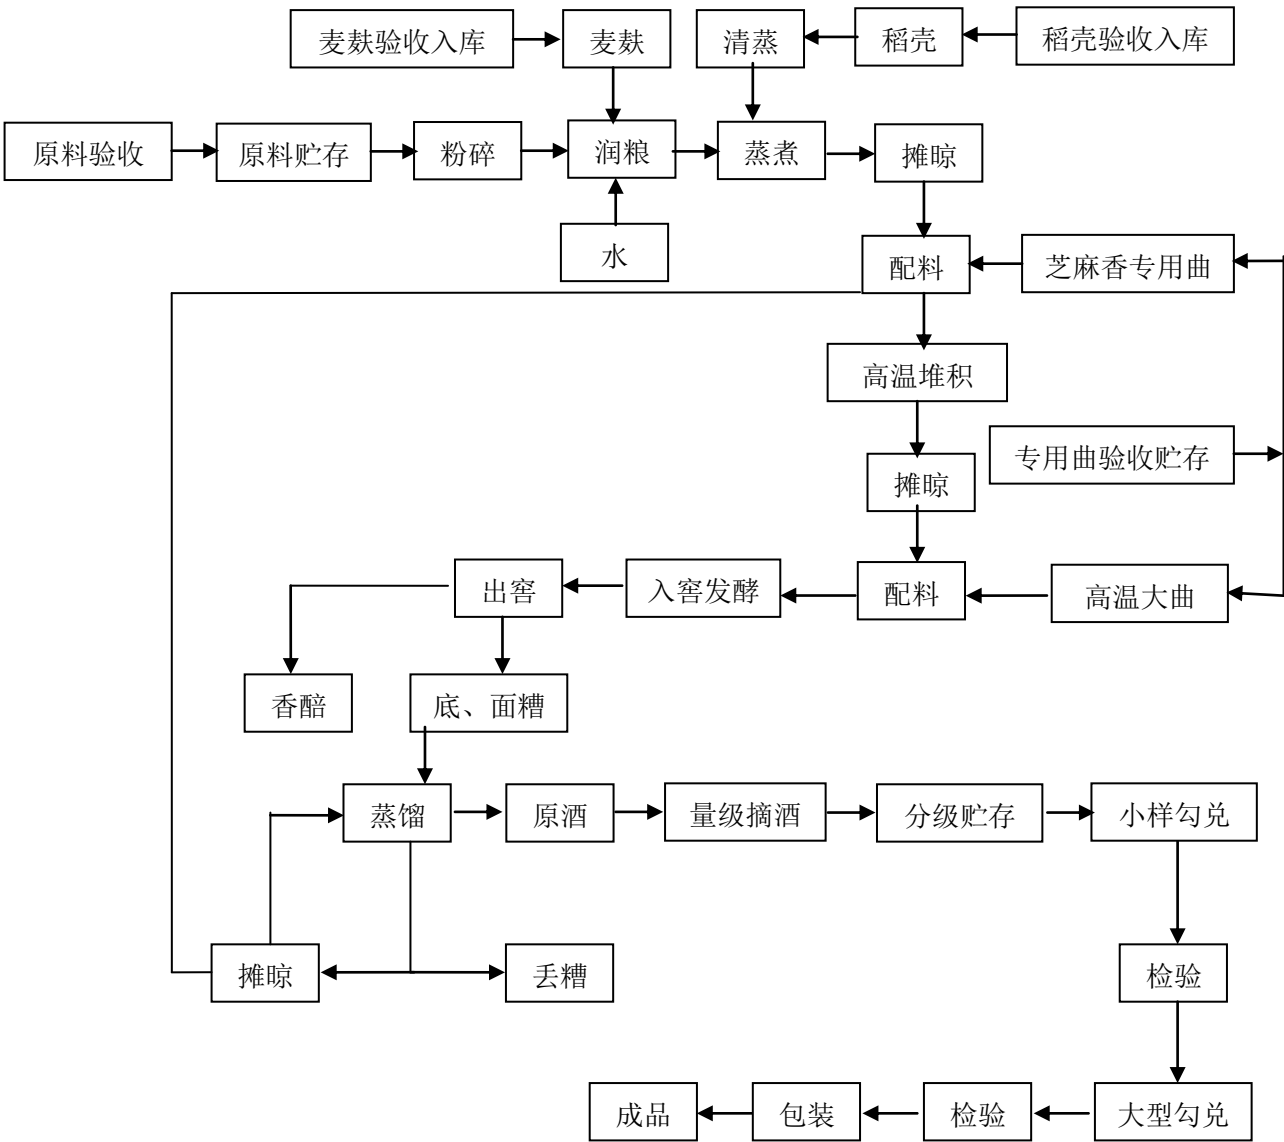 麦麸验收入库
麦麸
清蒸
稻壳
稻壳验收入库
原料验收
原料贮存
粉碎
润粮
蒸煮
摊晾
水
配料
芝麻香专用曲
高温堆积
专用曲验收贮存
摊晾
出窖
入窖发酵
配料
高温大曲
香醅
底、面糟
蒸馏
原酒
量级摘酒
分级贮存
小样勾兑
摊晾
丢糟
检验
成品
包装
检验
大型勾兑